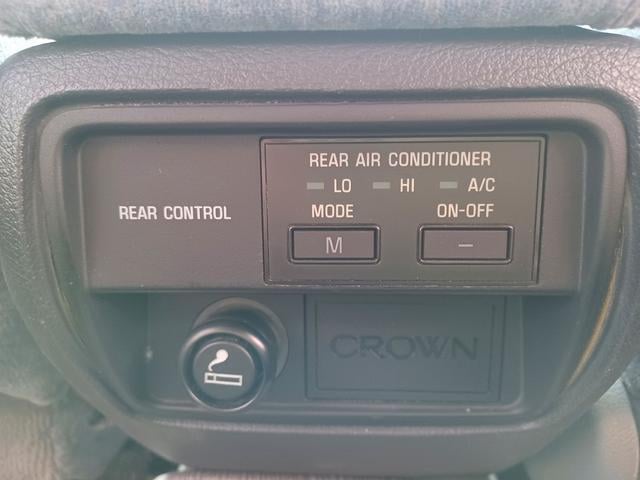 REAR AIR CONDITIONER
LO HI A/C
MODE ON-OFF
REAR CONTROL
M –
CROWN